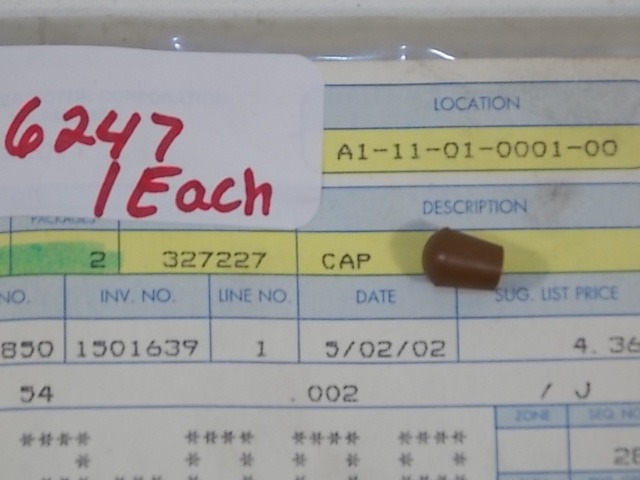 LOCATION
6247
1 Each
A1-11-01-0001-00
PACKAGES
DESCRIPTION
2 327227 CAP
NO. INV. NO. LINE NO. DATE SUG. LIST PRICE
850 1501639 1 5/02/02 4.36
54 .002 / J
ZONE SEQ. NO
**** **** **** ****
* * * * *
28